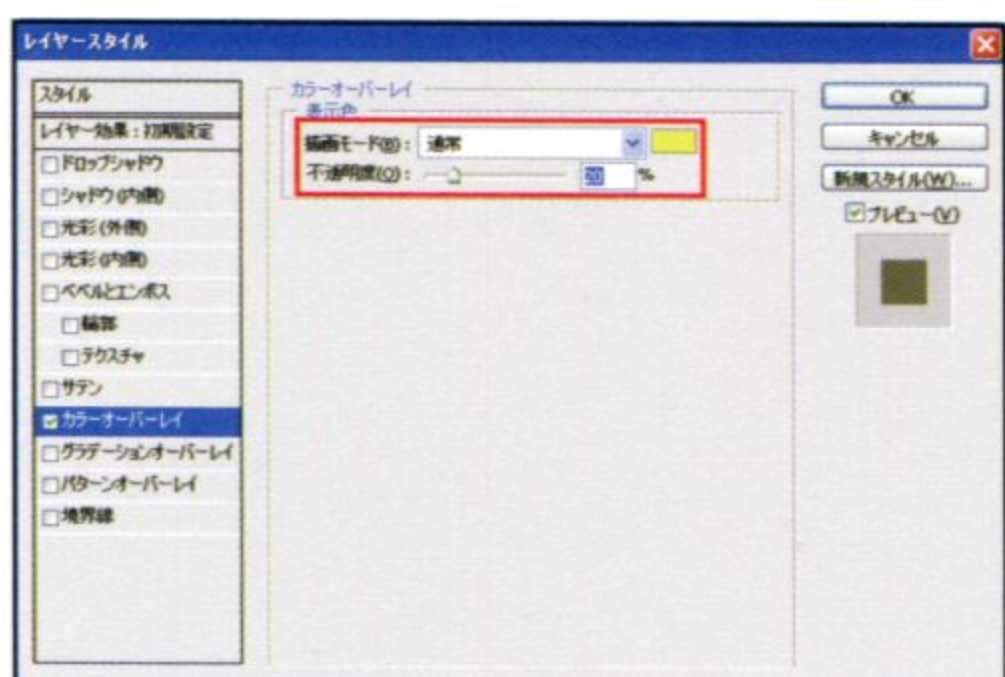 レイヤースタイル
スタイル
レイヤー効果：初期設定
ドロップシャドウ
シャドウ(内側)
光彩(外側)
光彩(内側)
ベベルとエンボス
輪郭
テクスチャ
サテン
カラーオーバーレイ
グラデーションオーバーレイ
パターンオーバーレイ
境界線
カラーオーバーレイ
表示色
描画モード(B)： 通常
不透明度(O)： 20 %
OK
キャンセル
新規スタイル(W)...
プレビュー(V)